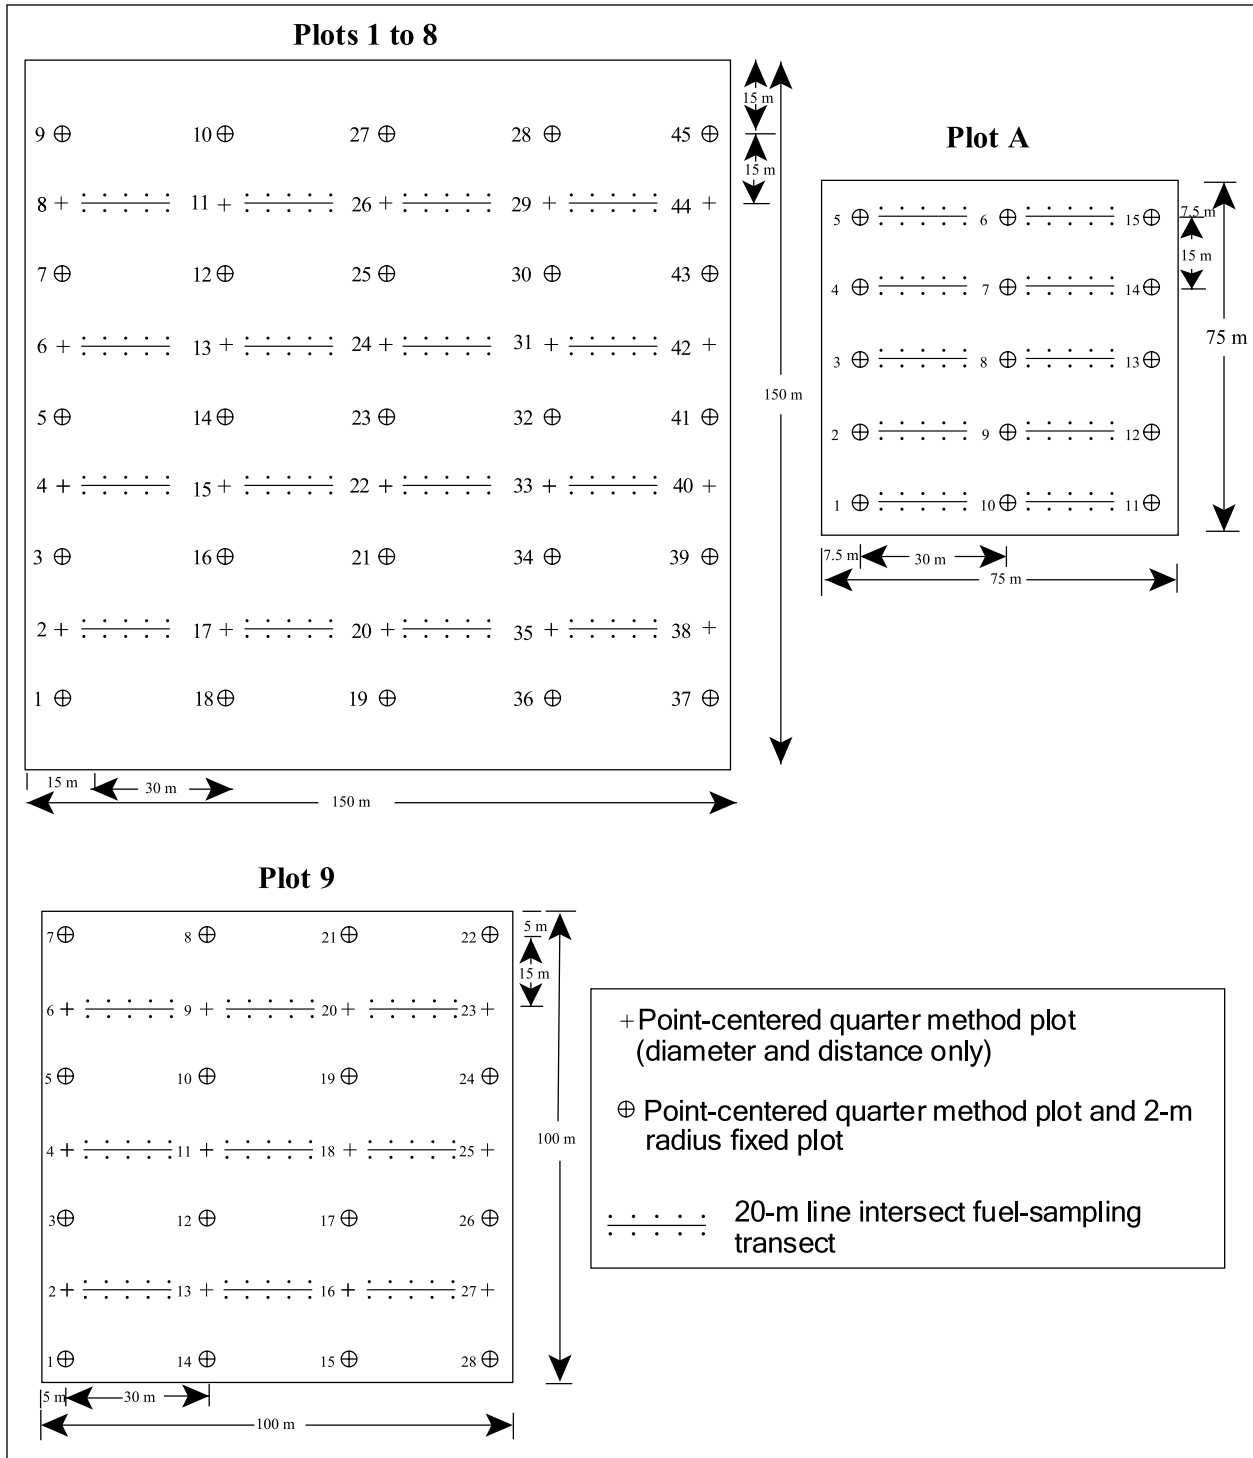 Plots 1 to 8
9 10 27 28 45
8 11 26 29 44
7 12 25 30 43
6 13 24 31 42
5 14 23 32 41
4 15 22 33 40
3 16 21 34 39
2 17 20 35 38
1 18 19 36 37
15 m
15 m
150 m
15 m 30 m
150 m
Plot A
5 6 15
4 7 14
3 8 13
2 9 12
1 10 11
7.5 m
15 m
75 m
7.5 m 30 m
75 m
Plot 9
7 8 21 22
6 9 20 23
5 10 19 24
4 11 18 25
3 12 17 26
2 13 16 27
1 14 15 28
5 m
15 m
100 m
5 m 30 m
100 m
Point-centered quarter method plot
(diameter and distance only)
Point-centered quarter method plot and 2-m
radius fixed plot
20-m line intersect fuel-sampling
transect